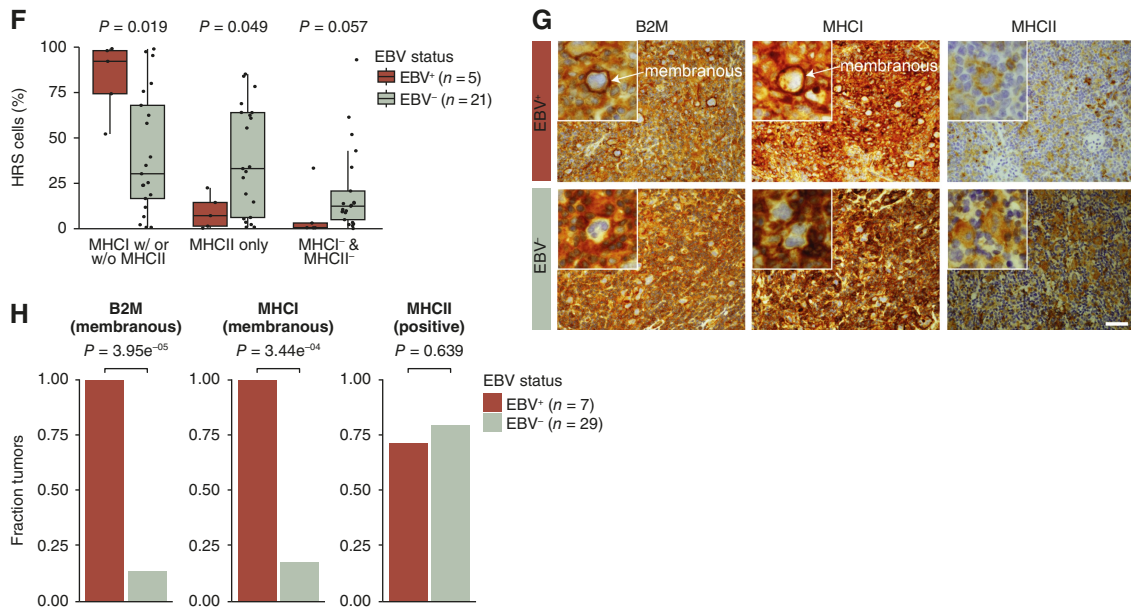 F
P = 0.019
P = 0.049
P = 0.057
EBV status
EBV⁺ (n = 5)
EBV⁻ (n = 21)
HRS cells (%)
100
75
50
25
0
MHCI w/ or
w/o MHCII
MHCII only
MHCI⁻ &
MHCII⁻
G
B2M
MHCI
MHCII
EBV⁺
membranous
membranous
EBV⁻
H
B2M
(membranous)
MHCI
(membranous)
MHCII
(positive)
P = 3.95e⁻⁰⁵
P = 3.44e⁻⁰⁴
P = 0.639
EBV status
EBV⁺ (n = 7)
EBV⁻ (n = 29)
Fraction tumors
1.00
0.75
0.50
0.25
0.00
1.00
0.75
0.50
0.25
0.00
1.00
0.75
0.50
0.25
0.00